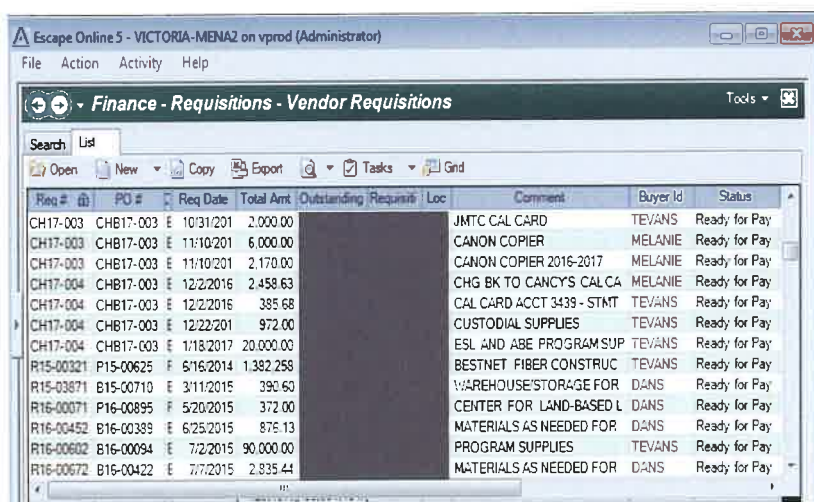 Escape Online 5 - VICTORIA-MENA2 on vprod (Administrator)
File Action Activity Help
Finance - Requisitions - Vendor Requisitions Tools
Search List
Open New Copy Export Tasks Grid
Req # PO # Req Date Total Amt Outstanding Requisiti Loc Comment Buyer Id Status
CH17-003 CHB17-003 E 10/31/201 2,000.00 JMTC CAL CARD TEVANS Ready for Pay
CH17-003 CHB17-003 E 11/10/201 6,000.00 CANON COPIER MELANIE Ready for Pay
CH17-003 CHB17-003 E 11/10/201 2,170.00 CANON COPIER 2016-2017 MELANIE Ready for Pay
CH17-004 CHB17-003 E 12/2/2016 2,458.63 CHG BK TO CANCY'S CAL CA MELANIE Ready for Pay
CH17-004 CHB17-003 E 12/2/2016 385.68 CAL CARD ACCT 3439 - STMT TEVANS Ready for Pay
CH17-004 CHB17-003 E 12/22/201 972.00 CUSTODIAL SUPPLIES TEVANS Ready for Pay
CH17-004 CHB17-003 E 1/18/2017 20,000.00 ESL AND ABE PROGRAM SUP TEVANS Ready for Pay
R15-00321 P15-00625 F 6/16/2014 1,382,258 BESTNET FIBER CONSTRUC TEVANS Ready for Pay
R15-03871 B15-00710 E 3/11/2015 390.60 WAREHOUSE/STORAGE FOR DANS Ready for Pay
R16-00071 P16-00895 F 5/20/2015 372.00 CENTER FOR LAND-BASED L DANS Ready for Pay
R16-00452 B16-00389 E 6/25/2015 876.13 MATERIALS AS NEEDED FOR DANS Ready for Pay
R16-00602 B16-00094 E 7/2/2015 90,000.00 PROGRAM SUPPLIES TEVANS Ready for Pay
R16-00672 B16-00422 E 7/7/2015 2,835.44 MATERIALS AS NEEDED FOR DANS Ready for Pay